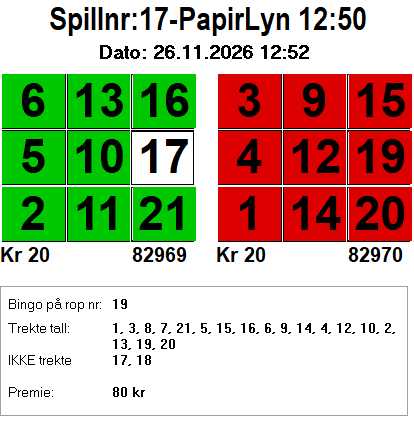 Spillnr:17-PapirLyn 12:50
Dato: 26.11.2026 12:52
6 13 16 3 9 15
5 10 17 4 12 19
2 11 21 1 14 20
Kr 20 82969 Kr 20 82970
Bingo på rop nr: 19
Trekte tall: 1, 3, 8, 7, 21, 5, 15, 16, 6, 9, 14, 4, 12, 10, 2,
13, 19, 20
IKKE trekte 17, 18
Premie: 80 kr